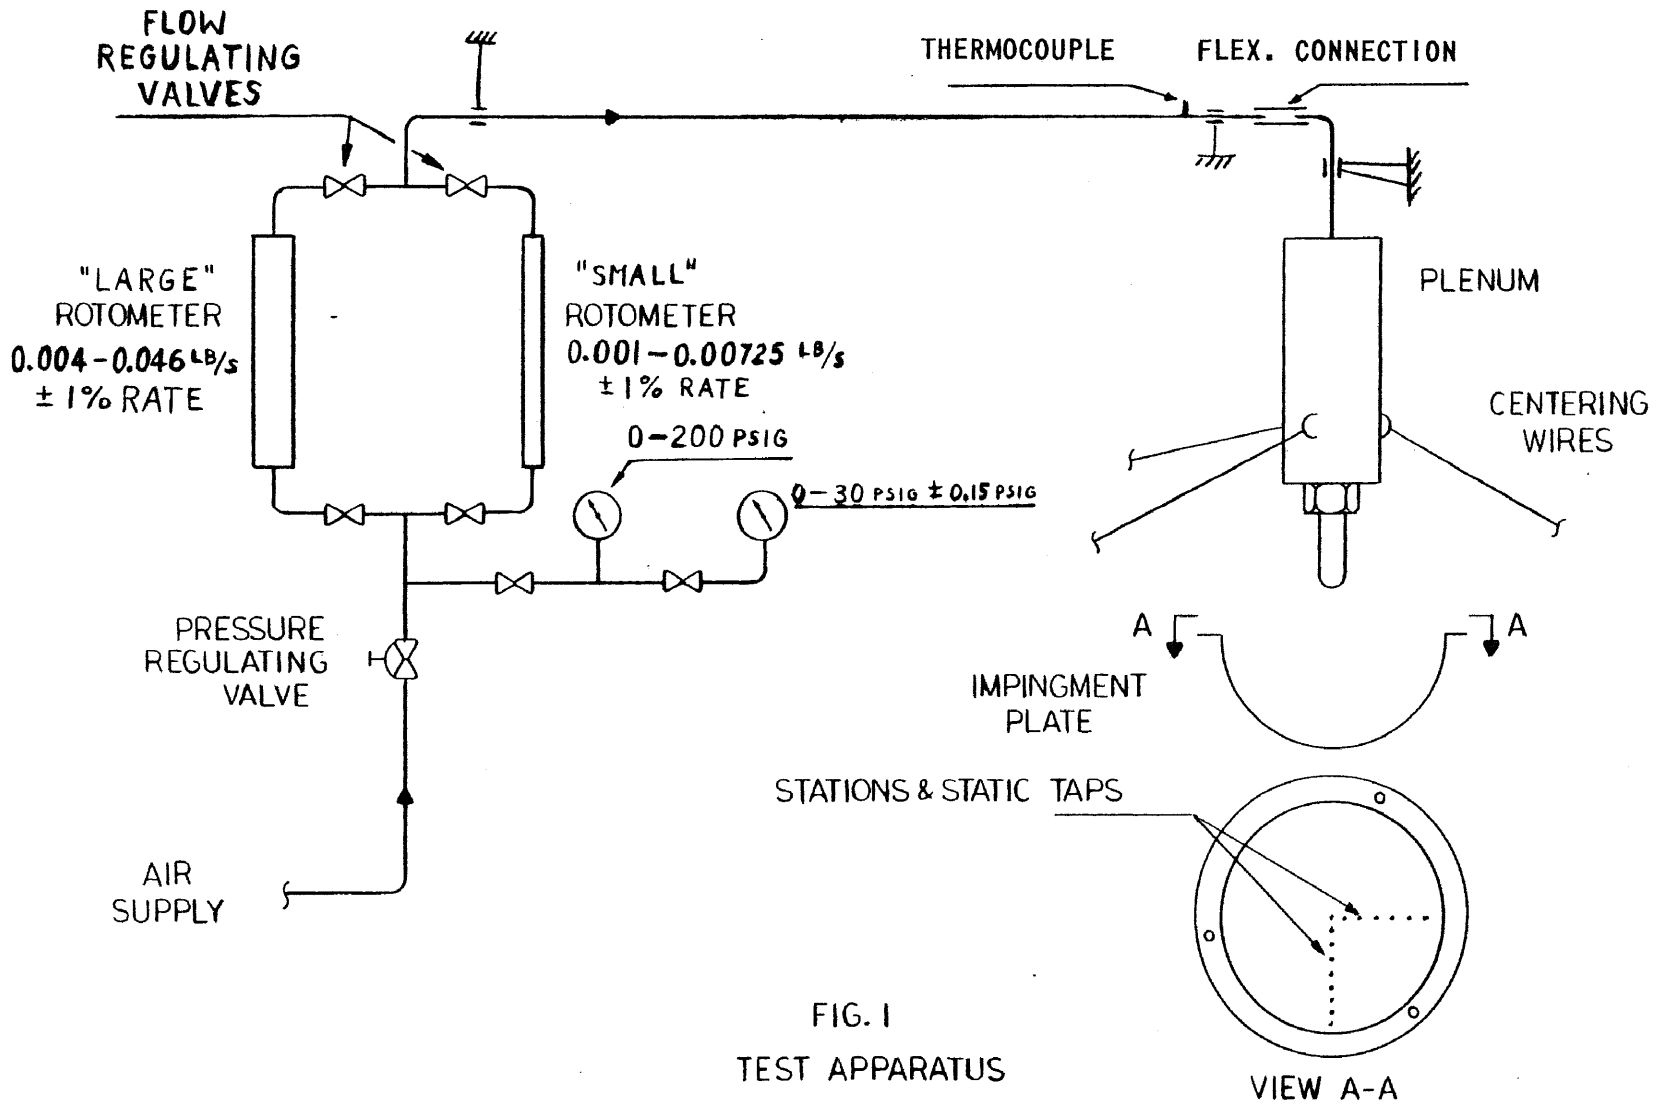 FLOW
REGULATING
VALVES
THERMOCOUPLE
FLEX. CONNECTION
"LARGE"
ROTOMETER
0.004-0.046 LB/s
± 1% RATE
"SMALL"
ROTOMETER
0.001-0.00725 LB/s
± 1% RATE
0-200 PSIG
0-30 PSIG ± 0.15 PSIG
PLENUM
CENTERING
WIRES
PRESSURE
REGULATING
VALVE
A
A
IMPINGMENT
PLATE
STATIONS & STATIC TAPS
AIR
SUPPLY
FIG. 1
TEST APPARATUS
VIEW A-A